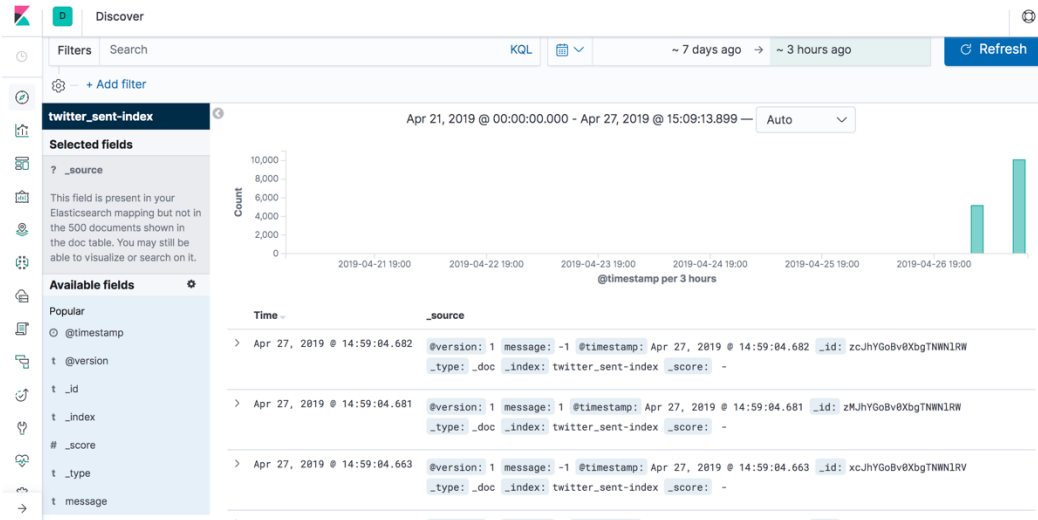 D Discover
Filters Search KQL ~ 7 days ago → ~ 3 hours ago Refresh
+ Add filter
twitter_sent-index
Selected fields
? _source
This field is present in your
Elasticsearch mapping but not in
the 500 documents shown in
the doc table. You may still be
able to visualize or search on it.
Available fields
Popular
@timestamp
t @version
t _id
t _index
# _score
t _type
t message
Apr 21, 2019 @ 00:00:00.000 - Apr 27, 2019 @ 15:09:13.899 — Auto
10,000
8,000
6,000
4,000
2,000
0
Count
2019-04-21 19:00 2019-04-22 19:00 2019-04-23 19:00 2019-04-24 19:00 2019-04-25 19:00 2019-04-26 19:00
@timestamp per 3 hours
Time _source
Apr 27, 2019 @ 14:59:04.682 @version: 1 message: -1 @timestamp: Apr 27, 2019 @ 14:59:04.682 _id: zcJhYGoBv0XbgTNWNlRW
_type: _doc _index: twitter_sent-index _score: -
Apr 27, 2019 @ 14:59:04.681 @version: 1 message: 1 @timestamp: Apr 27, 2019 @ 14:59:04.681 _id: zMJhYGoBv0XbgTNWNlRW
_type: _doc _index: twitter_sent-index _score: -
Apr 27, 2019 @ 14:59:04.663 @version: 1 message: -1 @timestamp: Apr 27, 2019 @ 14:59:04.663 _id: xcJhYGoBv0XbgTNWNlRV
_type: _doc _index: twitter_sent-index _score: -